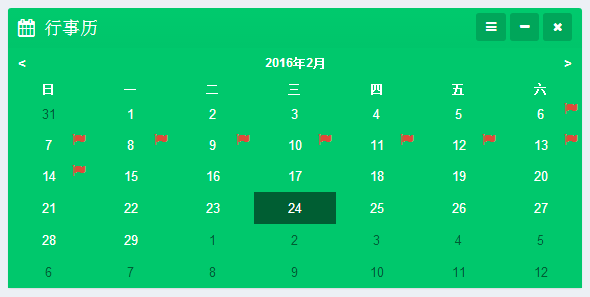 行事历
< 2016年2月 >
日 一 二 三 四 五 六
31 1 2 3 4 5 6
7 8 9 10 11 12 13
14 15 16 17 18 19 20
21 22 23 24 25 26 27
28 29 1 2 3 4 5
6 7 8 9 10 11 12